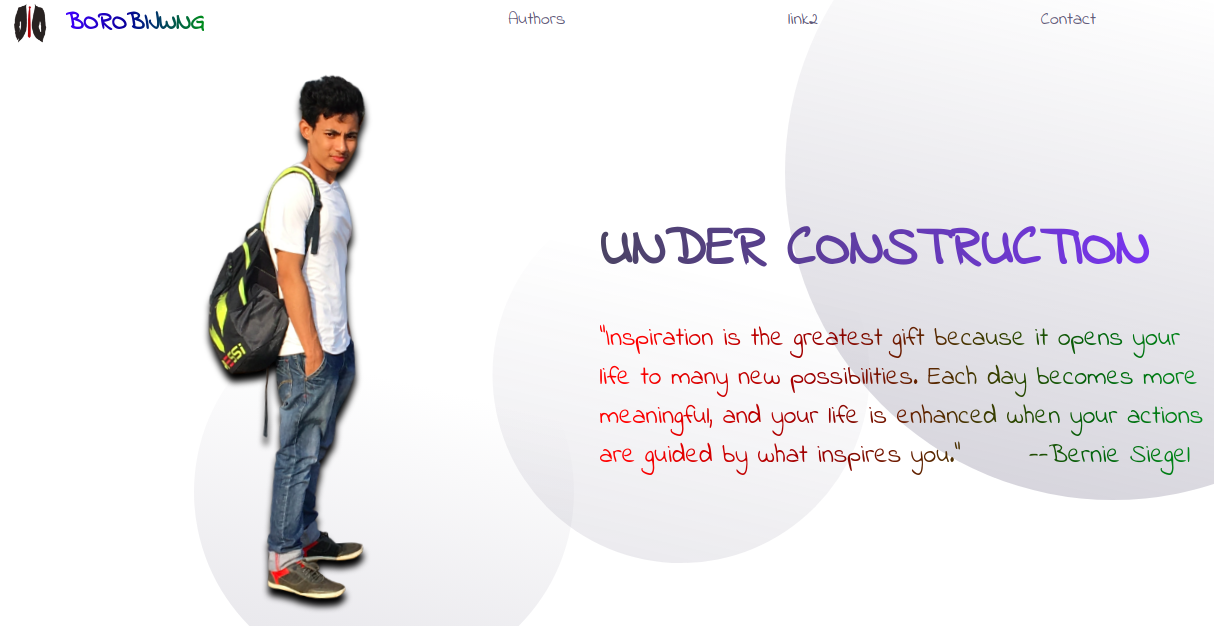 BORO BINWNG
Authors
link2
Contact
UNDER CONSTRUCTION
"Inspiration is the greatest gift because it opens your
life to many new possibilities. Each day becomes more
meaningful, and your life is enhanced when your actions
are guided by what inspires you." --Bernie Siegel